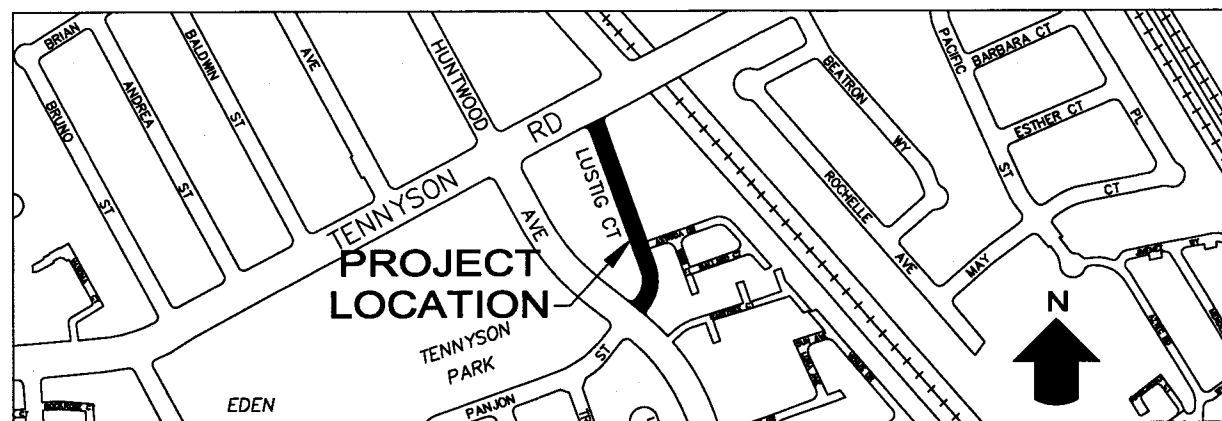 BRIAN
BRUNO
ST
ANDREA
ST
BALDWIN
ST
AVE
HUNTWOOD
AVE
TENNYSON
RD
LUSTIG CT
PROJECT
LOCATION
TENNYSON
PARK
EDEN
PANJON
ST
BEATRON
WY
ROCHELLE
AVE
PACIFIC
ST
BARBARA CT
ESTHER CT
PL
MAY
CT
N